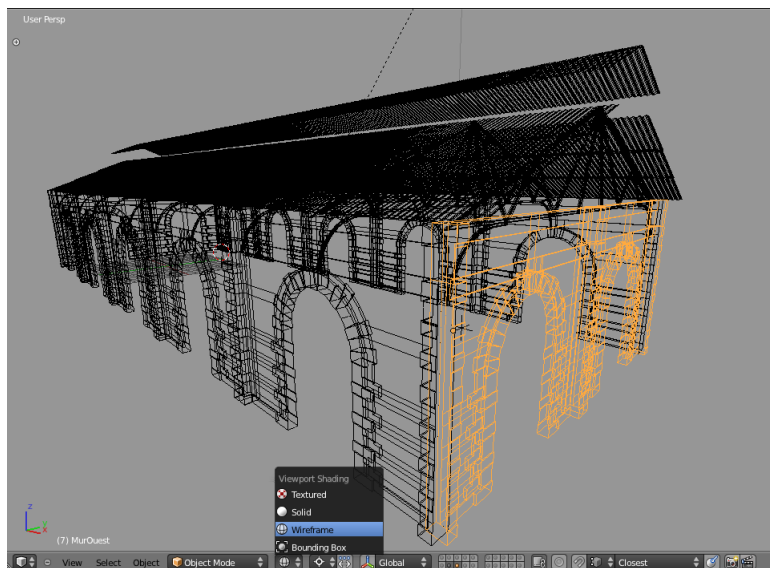 User Persp
Viewport Shading
Textured
Solid
Wireframe
Bounding Box
z
x
(7) MurOuest
View Select Object Object Mode Global Closest